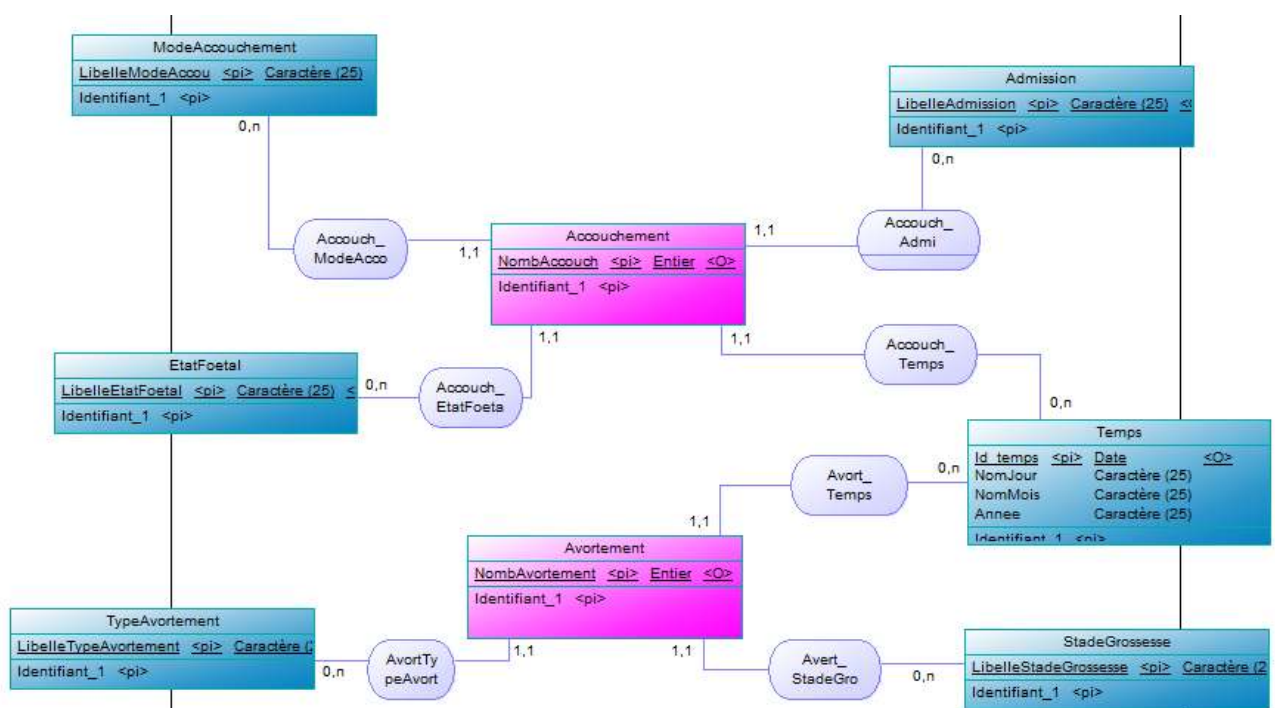 ModeAccouchement
LibelleModeAccou <pi> Caractère (25)
Identifiant_1 <pi>
0,n
Admission
LibelleAdmission <pi> Caractère (25)
Identifiant_1 <pi>
0,n
Accouch_
ModeAcco
1,1
Accouchement
NombAccouch <pi> Entier <O>
Identifiant_1 <pi>
1,1
Accouch_
Admi
1,1
1,1
Accouch_
Temps
0,n
EtatFoetal
LibelleEtatFoetal <pi> Caractère (25) <
Identifiant_1 <pi>
0,n
Accouch_
EtatFoeta
Temps
Id_temps <pi> Date <O>
NomJour Caractère (25)
NomMois Caractère (25)
Annee Caractère (25)
Identifiant_1 <pi>
Avort_
Temps
0,n
1,1
Avortement
NombAvortement <pi> Entier <O>
Identifiant_1 <pi>
1,1
1,1
TypeAvortement
LibelleTypeAvortement <pi> Caractère (
Identifiant_1 <pi>
0,n
AvortTy
peAvort
Avert_
StadeGro
0,n
StadeGrossesse
LibelleStadeGrossesse <pi> Caractère (2
Identifiant_1 <pi>